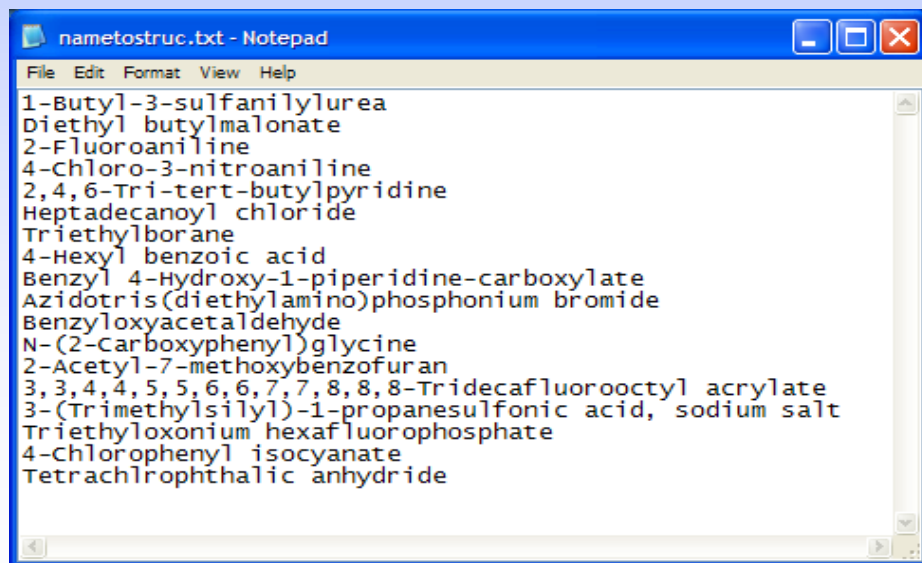 nametostruc.txt - Notepad
File Edit Format View Help
1-Butyl-3-sulfanilylurea
Diethyl butylmalonate
2-Fluoroaniline
4-Chloro-3-nitroaniline
2,4,6-Tri-tert-butylpyridine
Heptadecanoyl chloride
Triethylborane
4-Hexyl benzoic acid
Benzyl 4-Hydroxy-1-piperidine-carboxylate
Azidotris(diethylamino)phosphonium bromide
Benzyloxyacetaldehyde
N-(2-Carboxyphenyl)glycine
2-Acetyl-7-methoxybenzofuran
3,3,4,4,5,5,6,6,7,7,8,8,8-Tridecafluorooctyl acrylate
3-(Trimethylsilyl)-1-propanesulfonic acid, sodium salt
Triethyloxonium hexafluorophosphate
4-Chlorophenyl isocyanate
Tetrachlrophthalic anhydride